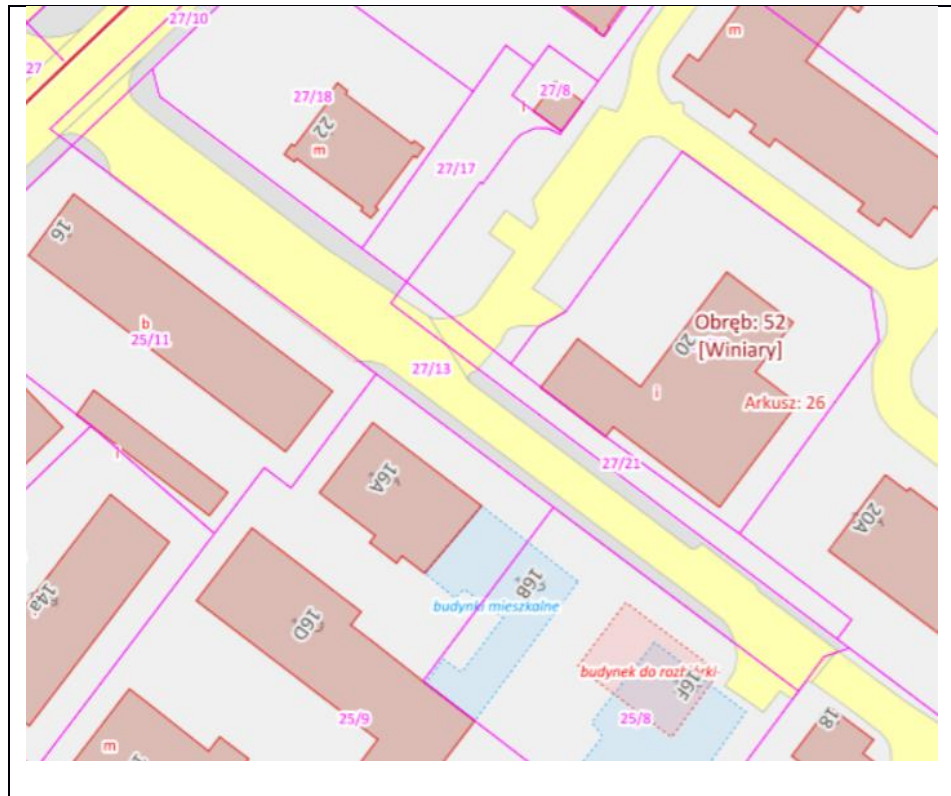 27/10
m
27
27/18
27/8
i
22
m
27/17
16
b
25/11
Obręb: 52
[Winiary]
20
27/13
i
Arkusz: 26
i
27/21
16A
20A
14a
16B
budynki mieszkalne
16D
budynek do rozbiórki
16F
25/9
25/8
18
m